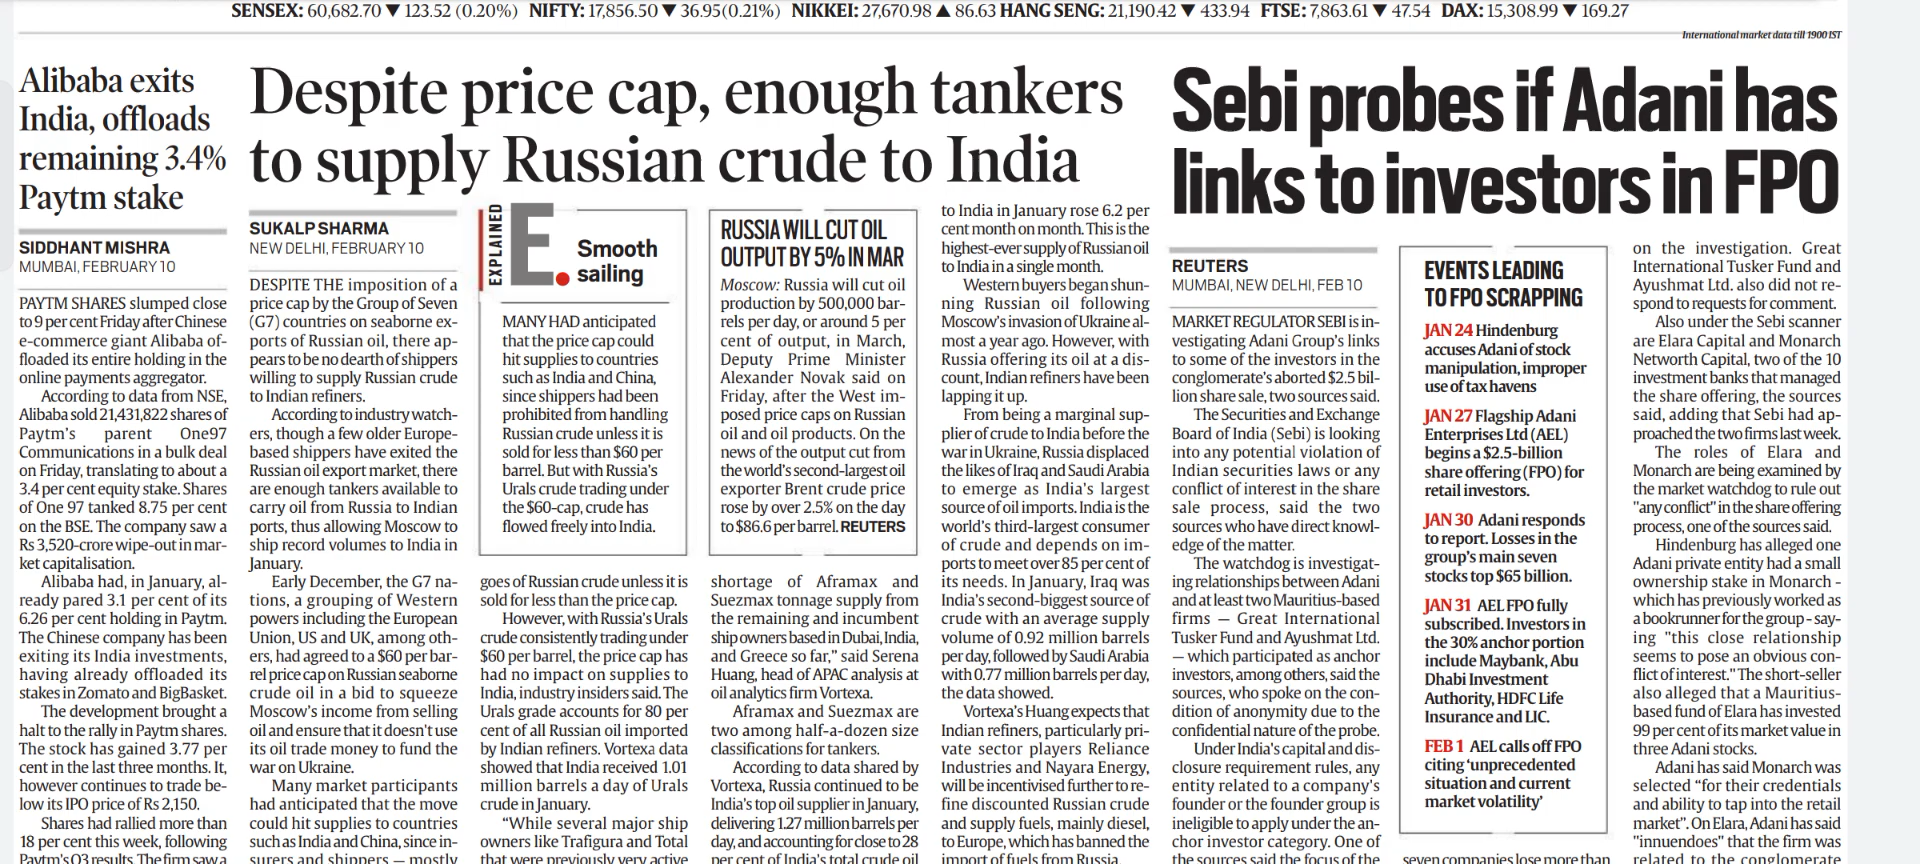 SENSEX: 60,682.70 ▼ 123.52 (0.20%) NIFTY: 17,856.50 ▼ 36.95(0.21%) NIKKEI: 27,670.98 ▲ 86.63 HANG SENG: 21,190.42 ▼ 433.94 FTSE: 7,863.61 ▼ 47.54 DAX: 15,308.99 ▼ 169.27
International market data till 1900 IST
Alibaba exits
India, offloads
remaining 3.4%
Paytm stake
SIDDHANT MISHRA
MUMBAI, FEBRUARY 10
PAYTM SHARES slumped close
to 9 per cent Friday after Chinese
e-commerce giant Alibaba of-
floaded its entire holding in the
online payments aggregator.
According to data from NSE,
Alibaba sold 21,431,822 shares of
Paytm's parent One97
Communications in a bulk deal
on Friday, translating to about a
3.4 per cent equity stake. Shares
of One 97 tanked 8.75 per cent
on the BSE. The company saw a
Rs 3,520-crore wipe-out in mar-
ket capitalisation.
Alibaba had, in January, al-
ready pared 3.1 per cent of its
6.26 per cent holding in Paytm.
The Chinese company has been
exiting its India investments,
having already offloaded its
stakes in Zomato and BigBasket.
The development brought a
halt to the rally in Paytm shares.
The stock has gained 3.77 per
cent in the last three months. It,
however continues to trade be-
low its IPO price of Rs 2,150.
Shares had rallied more than
18 per cent this week, following
Paytm's Q3 results. The firm saw a
Despite price cap, enough tankers
to supply Russian crude to India
SUKALP SHARMA
NEW DELHI, FEBRUARY 10
DESPITE THE imposition of a
price cap by the Group of Seven
(G7) countries on seaborne ex-
ports of Russian oil, there ap-
pears to be no dearth of shippers
willing to supply Russian crude
to Indian refiners.
According to industry watch-
ers, though a few older Europe-
based shippers have exited the
Russian oil export market, there
are enough tankers available to
carry oil from Russia to Indian
ports, thus allowing Moscow to
ship record volumes to India in
January.
Early December, the G7 na-
tions, a grouping of Western
powers including the European
Union, US and UK, among oth-
ers, had agreed to a $60 per bar-
rel price cap on Russian seaborne
crude oil in a bid to squeeze
Moscow's income from selling
oil and ensure that it doesn't use
its oil trade money to fund the
war on Ukraine.
Many market participants
had anticipated that the move
could hit supplies to countries
such as India and China, since in-
surers and shippers — mostly
EXPLAINED
E.
Smooth
sailing
MANY HAD anticipated
that the price cap could
hit supplies to countries
such as India and China,
since shippers had been
prohibited from handling
Russian crude unless it is
sold for less than $60 per
barrel. But with Russia's
Urals crude trading under
the $60-cap, crude has
flowed freely into India.
goes of Russian crude unless it is
sold for less than the price cap.
However, with Russia's Urals
crude consistently trading under
$60 per barrel, the price cap has
had no impact on supplies to
India, industry insiders said. The
Urals grade accounts for 80 per
cent of all Russian oil imported
by Indian refiners. Vortexa data
showed that India received 1.01
million barrels a day of Urals
crude in January.
“While several major ship
owners like Trafigura and Total
that were previously very active
RUSSIA WILL CUT OIL
OUTPUT BY 5% IN MAR
Moscow: Russia will cut oil
production by 500,000 bar-
rels per day, or around 5 per
cent of output, in March,
Deputy Prime Minister
Alexander Novak said on
Friday, after the West im-
posed price caps on Russian
oil and oil products. On the
news of the output cut from
the world's second-largest oil
exporter Brent crude price
rose by over 2.5% on the day
to $86.6 per barrel. REUTERS
shortage of Aframax and
Suezmax tonnage supply from
the remaining and incumbent
ship owners based in Dubai, India,
and Greece so far,” said Serena
Huang, head of APAC analysis at
oil analytics firm Vortexa.
Aframax and Suezmax are
two among half-a-dozen size
classifications for tankers.
According to data shared by
Vortexa, Russia continued to be
India's top oil supplier in January,
delivering 1.27 million barrels per
day, and accounting for close to 28
per cent of India's total crude oil
to India in January rose 6.2 per
cent month on month. This is the
highest-ever supply of Russian oil
to India in a single month.
Western buyers began shun-
ning Russian oil following
Moscow's invasion of Ukraine al-
most a year ago. However, with
Russia offering its oil at a dis-
count, Indian refiners have been
lapping it up.
From being a marginal sup-
plier of crude to India before the
war in Ukraine, Russia displaced
the likes of Iraq and Saudi Arabia
to emerge as India's largest
source of oil imports. India is the
world's third-largest consumer
of crude and depends on im-
ports to meet over 85 per cent of
its needs. In January, Iraq was
India's second-biggest source of
crude with an average supply
volume of 0.92 million barrels
per day, followed by Saudi Arabia
with 0.77 million barrels per day,
the data showed.
Vortexa's Huang expects that
Indian refiners, particularly pri-
vate sector players Reliance
Industries and Nayara Energy,
will be incentivised further to re-
fine discounted Russian crude
and supply fuels, mainly diesel,
to Europe, which has banned the
import of fuels from Russia.
Sebi probes if Adani has
links to investors in FPO
REUTERS
MUMBAI, NEW DELHI, FEB 10
MARKET REGULATOR SEBI is in-
vestigating Adani Group's links
to some of the investors in the
conglomerate's aborted $2.5 bil-
lion share sale, two sources said.
The Securities and Exchange
Board of India (Sebi) is looking
into any potential violation of
Indian securities laws or any
conflict of interest in the share
sale process, said the two
sources who have direct knowl-
edge of the matter.
The watchdog is investigat-
ing relationships between Adani
and at least two Mauritius-based
firms — Great International
Tusker Fund and Ayushmat Ltd.
— which participated as anchor
investors, among others, said the
sources, who spoke on the con-
dition of anonymity due to the
confidential nature of the probe.
Under India's capital and dis-
closure requirement rules, any
entity related to a company's
founder or the founder group is
ineligible to apply under the an-
chor investor category. One of
the sources said the focus of the
EVENTS LEADING
TO FPO SCRAPPING
JAN 24 Hindenburg
accuses Adani of stock
manipulation, improper
use of tax havens
JAN 27 Flagship Adani
Enterprises Ltd (AEL)
begins a $2.5-billion
share offering (FPO) for
retail investors.
JAN 30 Adani responds
to report. Losses in the
group's main seven
stocks top $65 billion.
JAN 31 AEL FPO fully
subscribed. Investors in
the 30% anchor portion
include Maybank, Abu
Dhabi Investment
Authority, HDFC Life
Insurance and LIC.
FEB 1 AEL calls off FPO
citing ‘unprecedented
situation and current
market volatility’
seven companies lose more than
on the investigation. Great
International Tusker Fund and
Ayushmat Ltd. also did not re-
spond to requests for comment.
Also under the Sebi scanner
are Elara Capital and Monarch
Networth Capital, two of the 10
investment banks that managed
the share offering, the sources
said, adding that Sebi had ap-
proached the two firms last week.
The roles of Elara and
Monarch are being examined by
the market watchdog to rule out
"any conflict" in the share offering
process, one of the sources said.
Hindenburg has alleged one
Adani private entity had a small
ownership stake in Monarch -
which has previously worked as
a bookrunner for the group - say-
ing "this close relationship
seems to pose an obvious con-
flict of interest." The short-seller
also alleged that a Mauritius-
based fund of Elara has invested
99 per cent of its market value in
three Adani stocks.
Adani has said Monarch was
selected “for their credentials
and ability to tap into the retail
market”. On Elara, Adani has said
"innuendoes" that the firm was
related to the conglomerate